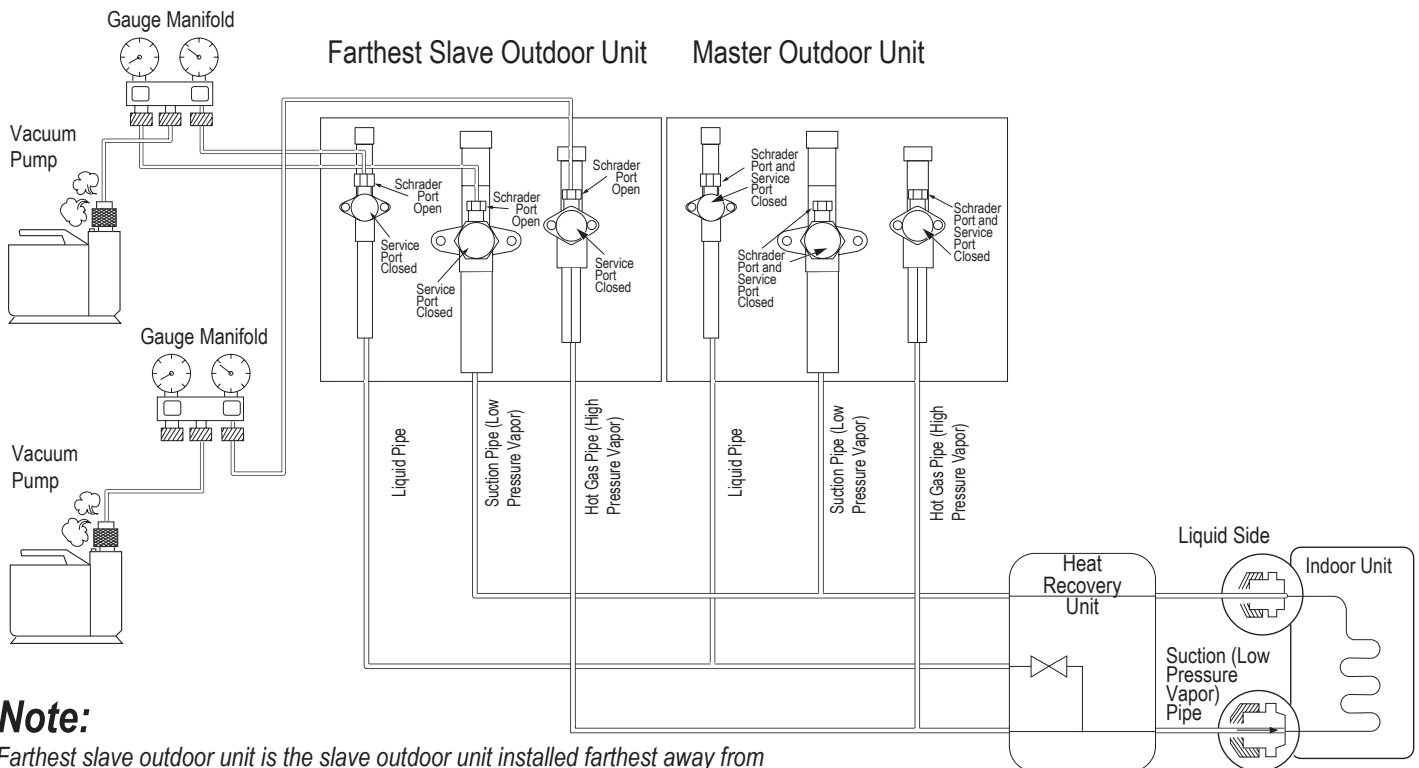 Gauge Manifold
Farthest Slave Outdoor Unit
Master Outdoor Unit
Vacuum
Pump
Schrader
Port
Open
Service
Port
Closed
Schrader
Port
Open
Service
Port
Closed
Schrader
Port
Open
Service
Port
Closed
Schrader
Port and
Service
Port
Closed
Schrader
Port and
Service
Port
Closed
Schrader
Port and
Service
Port
Closed
Gauge Manifold
Vacuum
Pump
Liquid Pipe
Suction Pipe (Low
Pressure Vapor)
Hot Gas Pipe (High
Pressure Vapor)
Liquid Pipe
Suction Pipe (Low
Pressure Vapor)
Hot Gas Pipe (High
Pressure Vapor)
Heat
Recovery
Unit
Liquid Side
Indoor Unit
Suction (Low
Pressure
Vapor)
Pipe
Note:
Farthest slave outdoor unit is the slave outdoor unit installed farthest away from